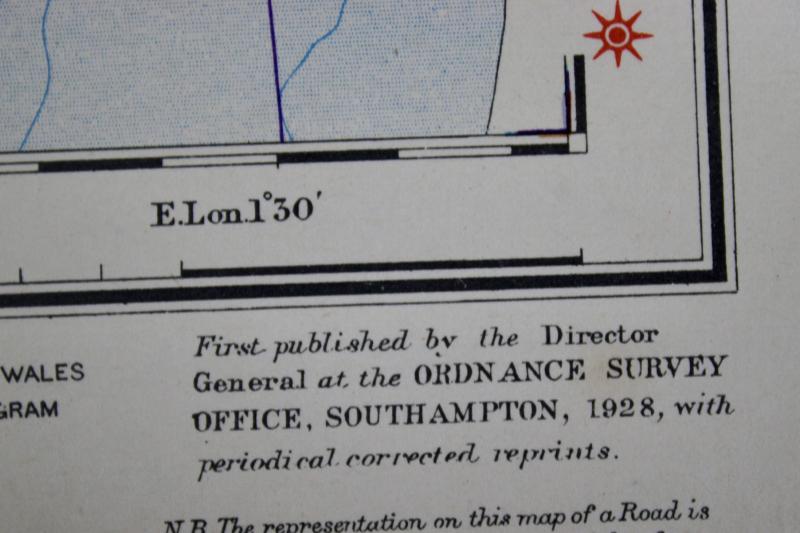 E.Lon.1°30′
First published by the Director
General at the ORDNANCE SURVEY
OFFICE, SOUTHAMPTON, 1928, with
periodical corrected reprints.
WALES
GRAM
N.B. The representation on this map of a Road is